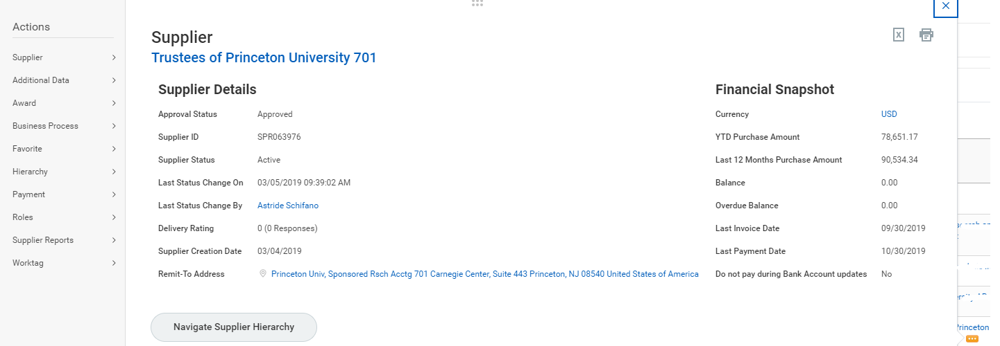 Actions
Supplier
Additional Data
Award
Business Process
Favorite
Hierarchy
Payment
Roles
Supplier Reports
Worktag
Supplier
Trustees of Princeton University 701
Supplier Details
Approval Status Approved
Supplier ID SPR063976
Supplier Status Active
Last Status Change On 03/05/2019 09:39:02 AM
Last Status Change By Astride Schifano
Delivery Rating 0 (0 Responses)
Supplier Creation Date 03/04/2019
Remit-To Address Princeton Univ, Sponsored Rsch Acctg 701 Carnegie Center, Suite 443 Princeton, NJ 08540 United States of America
Navigate Supplier Hierarchy
Financial Snapshot
Currency USD
YTD Purchase Amount 78,651.17
Last 12 Months Purchase Amount 90,534.34
Balance 0.00
Overdue Balance 0.00
Last Invoice Date 09/30/2019
Last Payment Date 10/30/2019
Do not pay during Bank Account updates No
Princeton